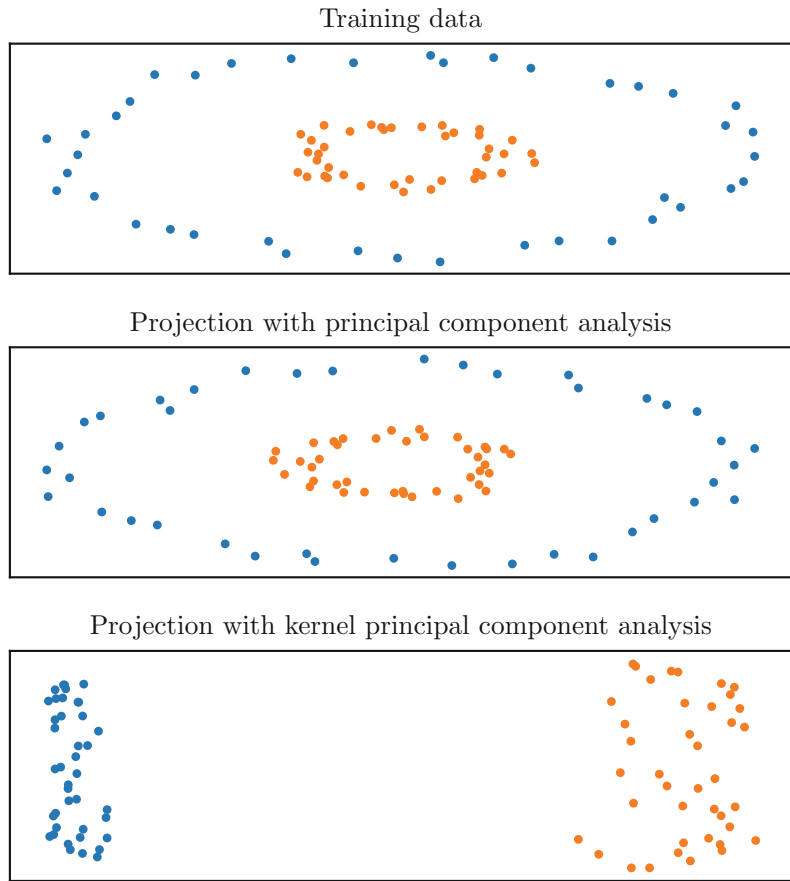 Training data
Projection with principal component analysis
Projection with kernel principal component analysis